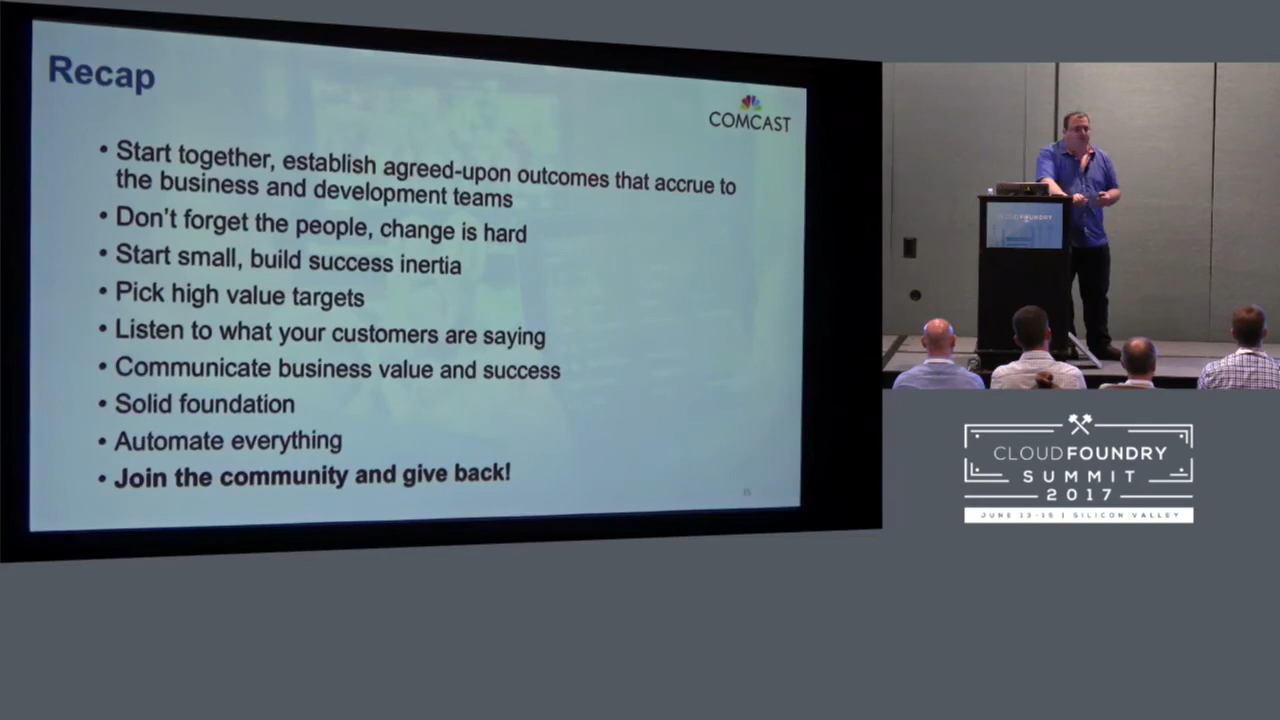 Recap
COMCAST
• Start together, establish agreed-upon outcomes that accrue to
the business and development teams
• Don't forget the people, change is hard
• Start small, build success inertia
• Pick high value targets
• Listen to what your customers are saying
• Communicate business value and success
• Solid foundation
• Automate everything
• Join the community and give back!
15
CLOUD FOUNDRY
CLOUD FOUNDRY
SUMMIT
2017
JUNE 13-15 | SILICON VALLEY